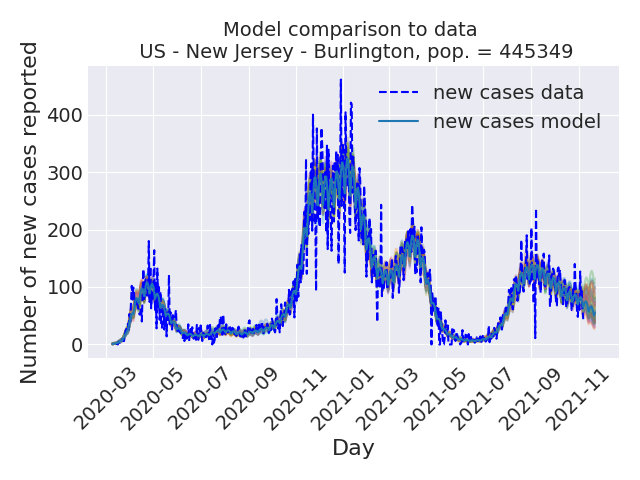 Model comparison to data
US - New Jersey - Burlington, pop. = 445349
Number of new cases reported
400
300
200
100
0
new cases data
new cases model
2020-03
2020-05
2020-07
2020-09
2020-11
2021-01
2021-03
2021-05
2021-07
2021-09
2021-11
Day